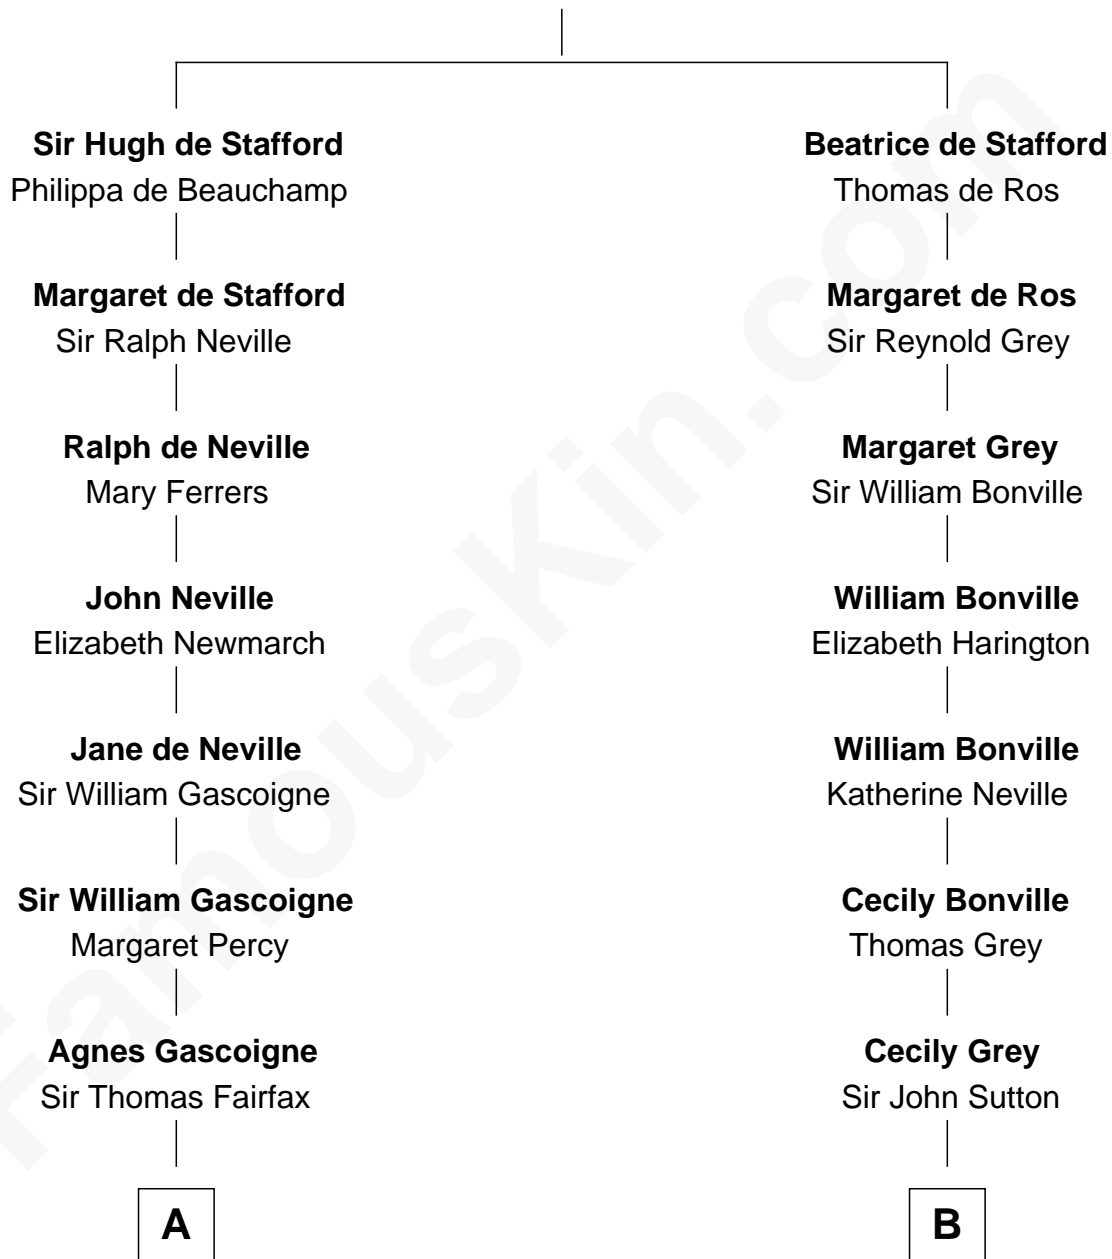 Sir Hugh de Stafford
Philippa de Beauchamp
Margaret de Stafford
Sir Ralph Neville
Ralph de Neville
Mary Ferrers
John Neville
Elizabeth Newmarch
Jane de Neville
Sir William Gascoigne
Sir William Gascoigne
Margaret Percy
Agnes Gascoigne
Sir Thomas Fairfax
A
Beatrice de Stafford
Thomas de Ros
Margaret de Ros
Sir Reynold Grey
Margaret Grey
Sir William Bonville
William Bonville
Elizabeth Harington
William Bonville
Katherine Neville
Cecily Bonville
Thomas Grey
Cecily Grey
Sir John Sutton
B
FamousKin.com